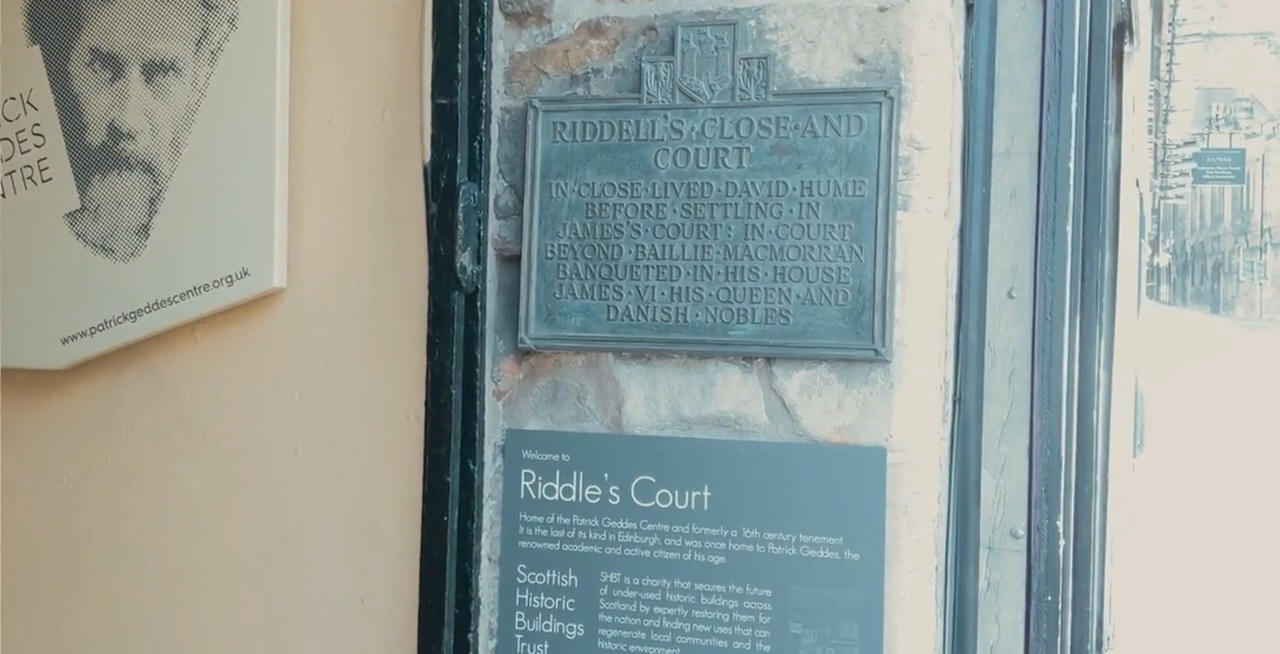 CK
DES
NTRE
www.patrickgeddescentre.org.uk
RIDDELL'S·CLOSE·AND
COURT
IN·CLOSE·LIVED·DAVID·HUME
BEFORE·SETTLING·IN
JAMES'S·COURT: IN·COURT
BEYOND·BAILLIE·MACMORRAN
BANQUETED·IN·HIS·HOUSE
JAMES·VI·HIS·QUEEN·AND
DANISH·NOBLES
Welcome to
Riddle's Court
Home of the Patrick Geddes Centre and formerly a 16th century tenement.
It is the last of its kind in Edinburgh, and was once home to Patrick Geddes, the
renowned academic and active citizen of his age.
Scottish
Historic
Buildings
Trust
SHBT is a charity that secures the future
of under-used historic buildings across
Scotland by expertly restoring them for
the nation and finding new uses that can
regenerate local communities and the
historic environment.